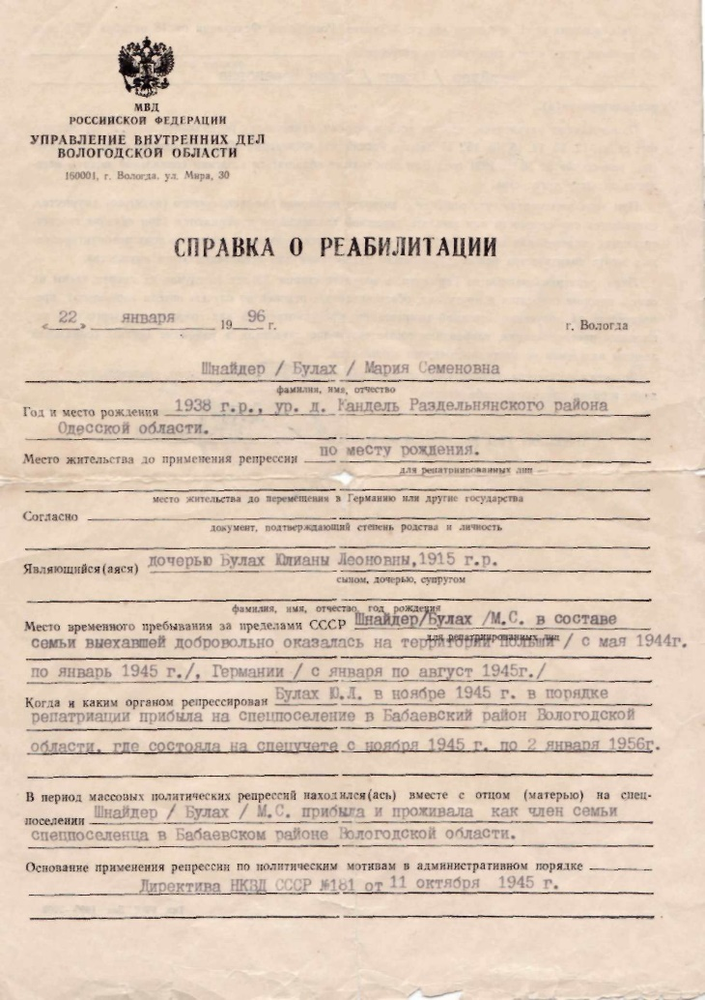 МВД
РОССИЙСКОЙ ФЕДЕРАЦИИ
УПРАВЛЕНИЕ ВНУТРЕННИХ ДЕЛ
ВОЛОГОДСКОЙ ОБЛАСТИ
160001, г. Вологда. ул. Мира, 30
СПРАВКА О РЕАБИЛИТАЦИИ
«22» января 1996 г. г. Вологда
Шнайдер / Булах / Мария Семеновна
фамилия, имя, отчество
Год и место рождения 1938 г.р., ур. д. Кандель Раздельнянского района
Одесской области.
Место жительства до применения репрессии по месту рождения.
для репатриированных лиц —
место жительства до перемещения в Германию или другие государства
Согласно
документ, подтверждающий степень родства и личность
Являющийся(аяся) дочерью Булах Юлианы Леоновны,1915 г.р.
сыном, дочерью, супругом
фамилия, имя, отчество, год рождения
Место временного пребывания за пределами СССР Шнайдер/Булах /М.С. в составе
для репатриированных лиц
семьи выехавшей добровольно оказалась на территории Польши / с мая 1944г.
по январь 1945 г./, Германии / с января по август 1945г./
Когда и каким органом репрессирован Булах Ю.Л. в ноябре 1945 г. в порядке
репатриации прибыла на спецпоселение в Бабаевский район Вологодской
области. где состояла на спецучете с ноября 1945 г. по 2 января 1956г.
В период массовых политических репрессий находился(ась) вместе с отцом (матерью) на спец-
поселении Шнайдер / Булах / М.С. прибыла и проживала как член семьи
спецпоселенца в Бабаевском районе Вологодской области.
Основание применения репрессии по политическим мотивам в административном порядке
Директива НКВД СССР №181 от 11 октября 1945 г.